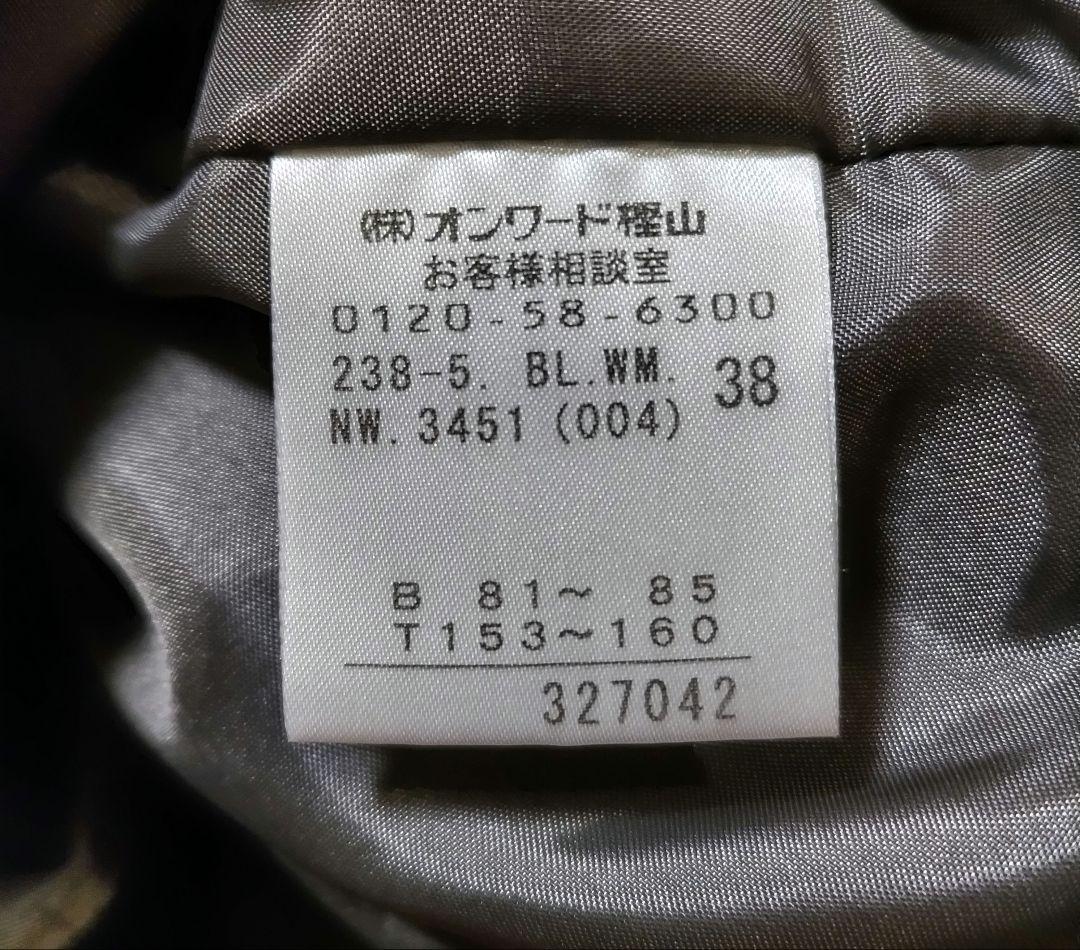 (株)オンワード樫山
お客様相談室
0120-58-6300
238-5. BL.WM. 38
NW.3451(004)
B 81~ 85
T153~160
327042